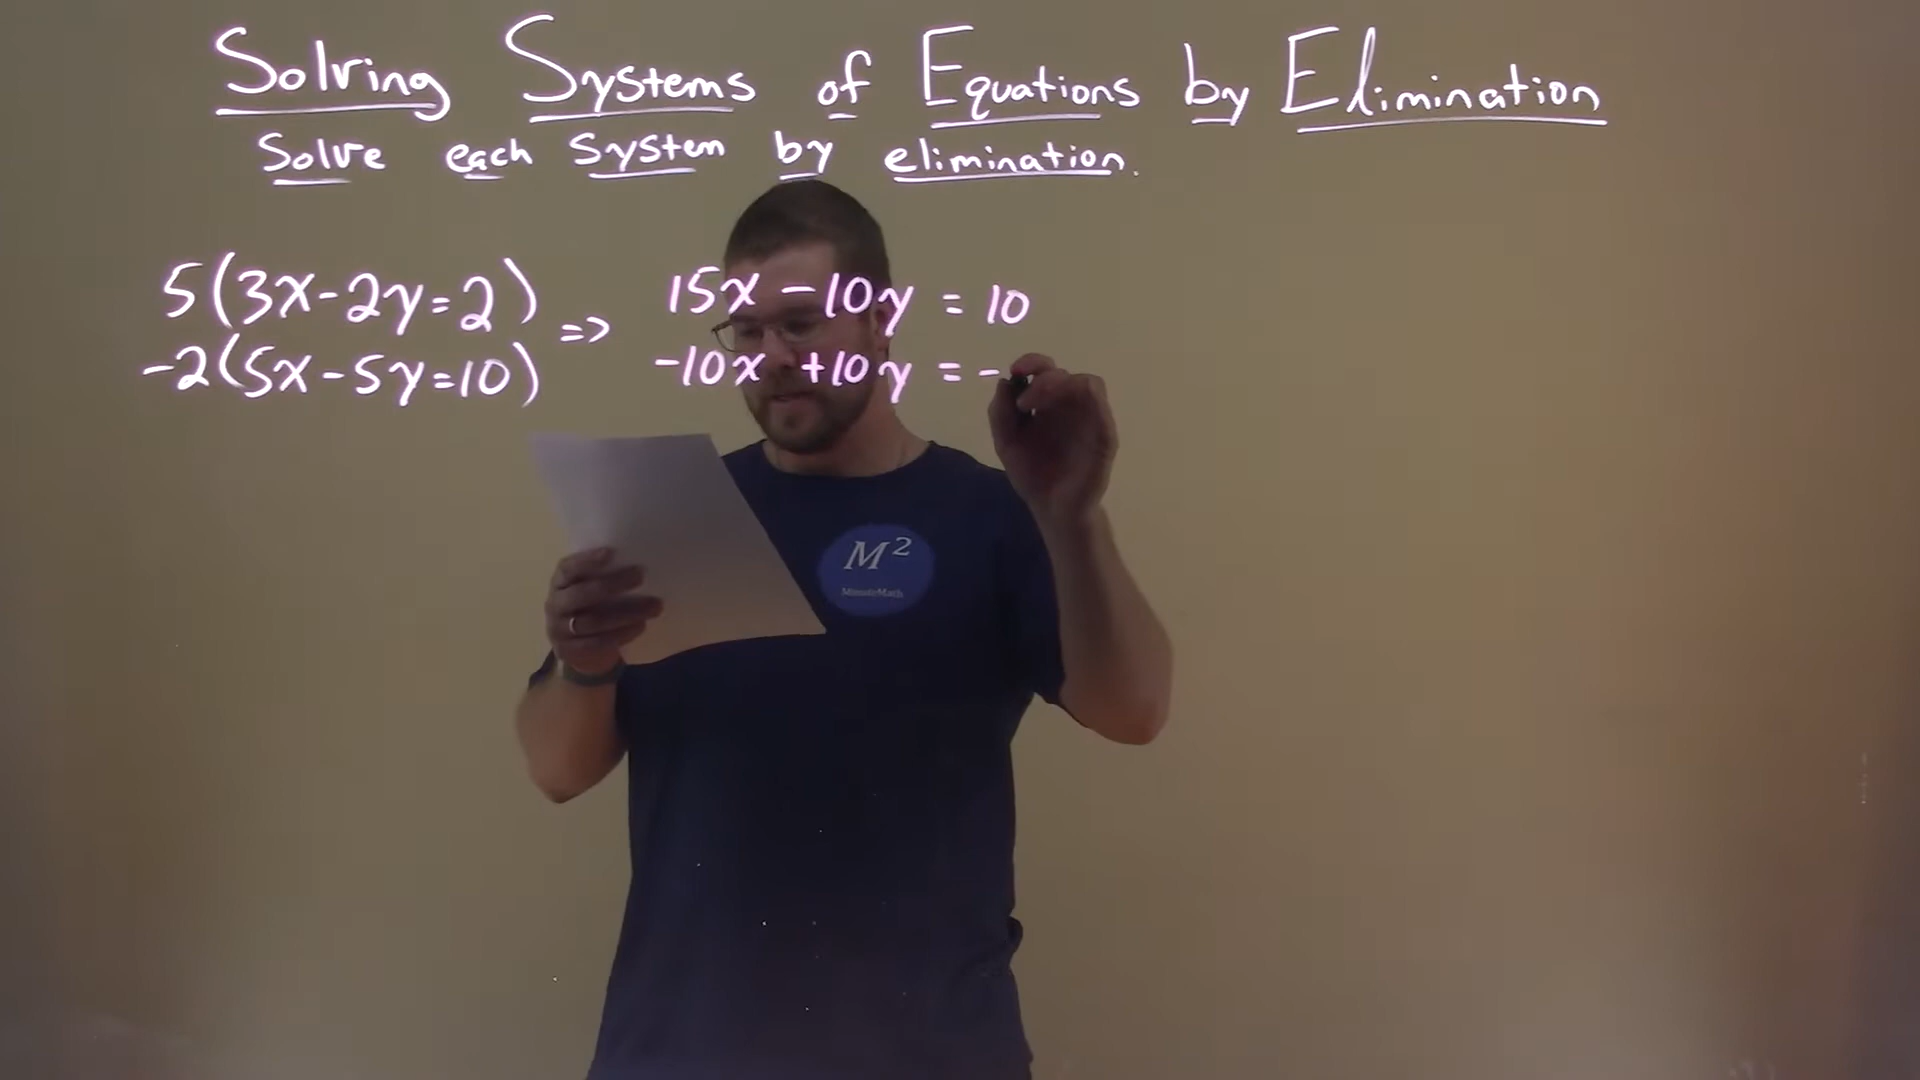 Solving Systems of Equations by Elimination
Solve each System by elimination.
5(3x-2y=2) => 15x -10y = 10
-2(5x-5y=10) -10x +10y = -
M²
MinuteMath